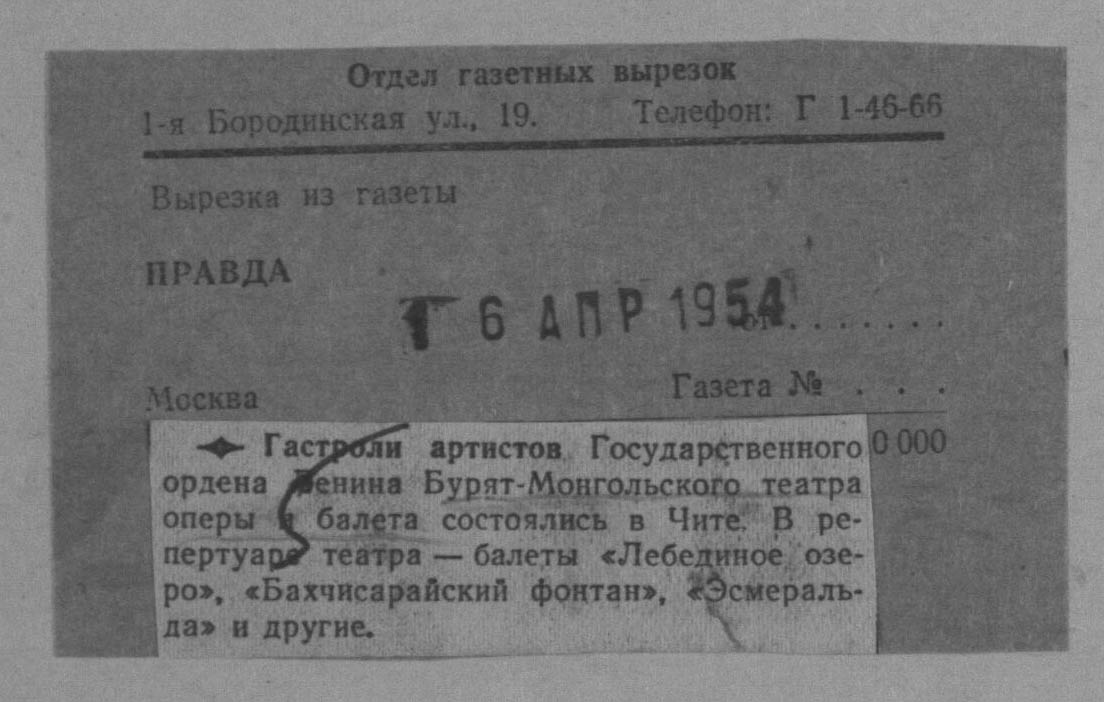 Отдел газетных вырезок
1-я Бородинская ул., 19. Телефон: Г 1-46-66
Вырезка из газеты
ПРАВДА
16 АПР 1954 от . . . . . . .
Москва Газета № . . .
Гастроли артистов Государственного 0 000
ордена Ленина Бурят-Монгольского театра
оперы и балета состоялись в Чите. В ре-
пертуаре театра — балеты «Лебединое озе-
ро», «Бахчисарайский фонтан», «Эсмераль-
да» и другие.